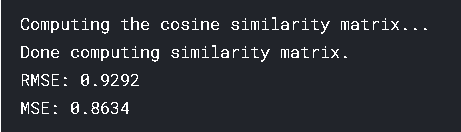 Computing the cosine similarity matrix...
Done computing similarity matrix.
RMSE: 0.9292
MSE: 0.8634